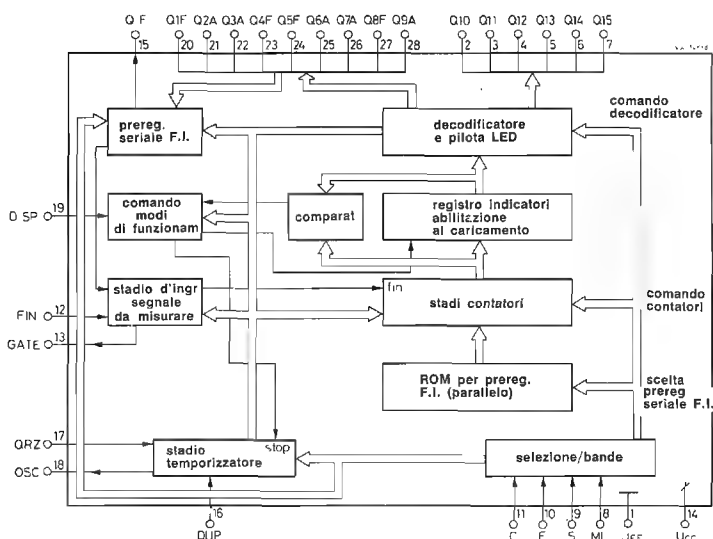 Q F Q1F Q2A Q3A Q4F Q5F Q6A Q7A Q8F Q9A Q10 Q11 Q12 Q13 Q14 Q15
15 20 21 22 23 24 25 26 27 28 2 3 4 5 6 7
prereg.
seriale F.I.
decodificatore
e pilota LED
comando
decodificatore
D SP 19
comando
modi
di funzionam
comparat
registro indicatori
abilitazione
al caricamento
stadio d'ingr
segnale
da misurare
FIN 12
GATE 13
fin
stadi contatori
comando
contatori
ROM per prereg.
F.I. (parallelo)
scelta
prereg
seriale F.I.
QRZ 17
OSC 18
stadio
temporizzatore
stop
selezione/bande
16 11 10 9 8 1 14
DUP C F S ML